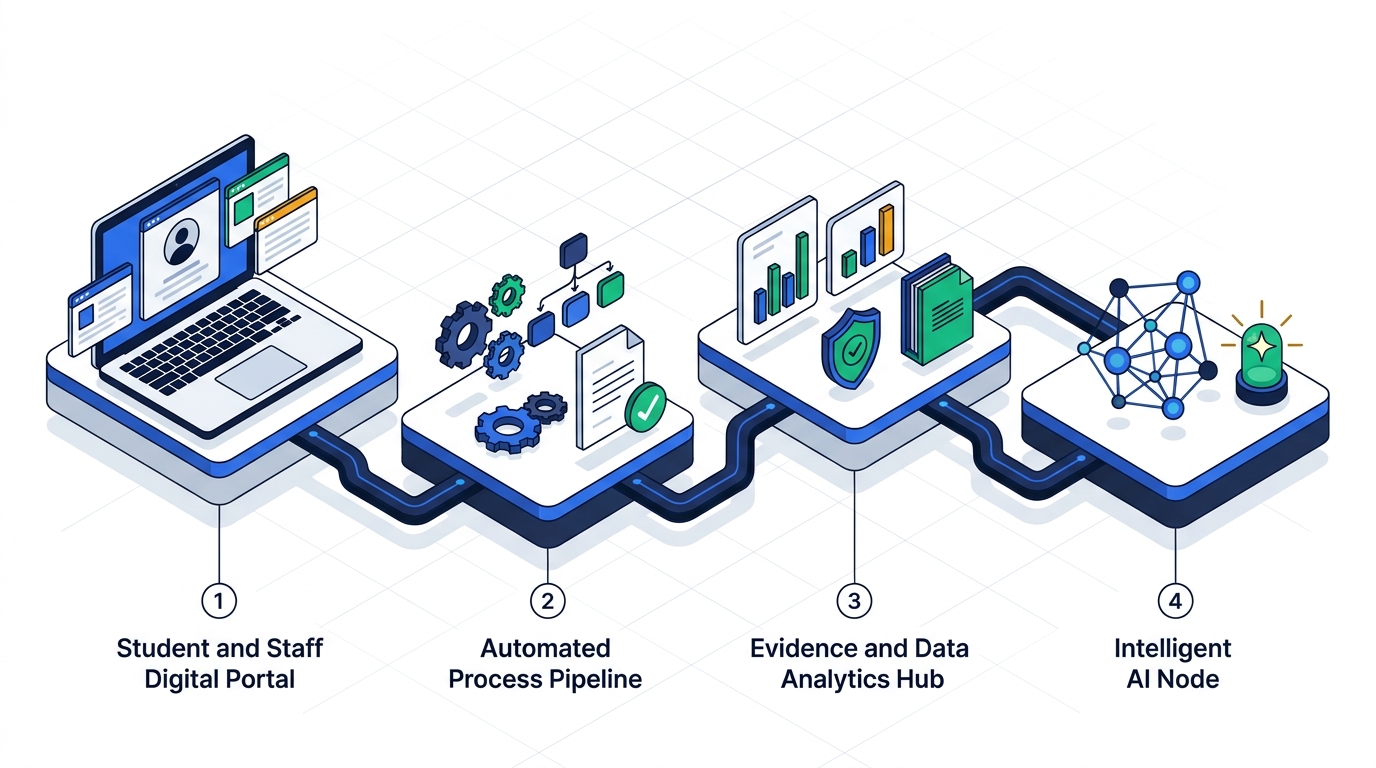 1
Student and Staff
Digital Portal
2
Automated
Process Pipeline
3
Evidence and Data
Analytics Hub
4
Intelligent
AI Node